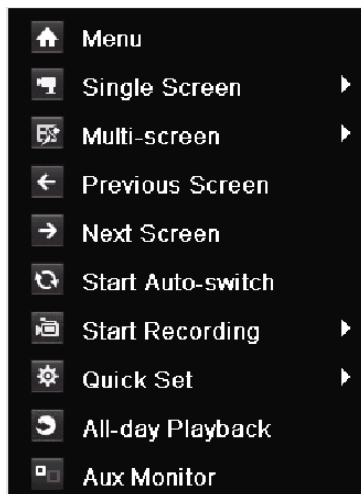 Menu
Single Screen
Multi-screen
Previous Screen
Next Screen
Start Auto-switch
Start Recording
Quick Set
All-day Playback
Aux Monitor